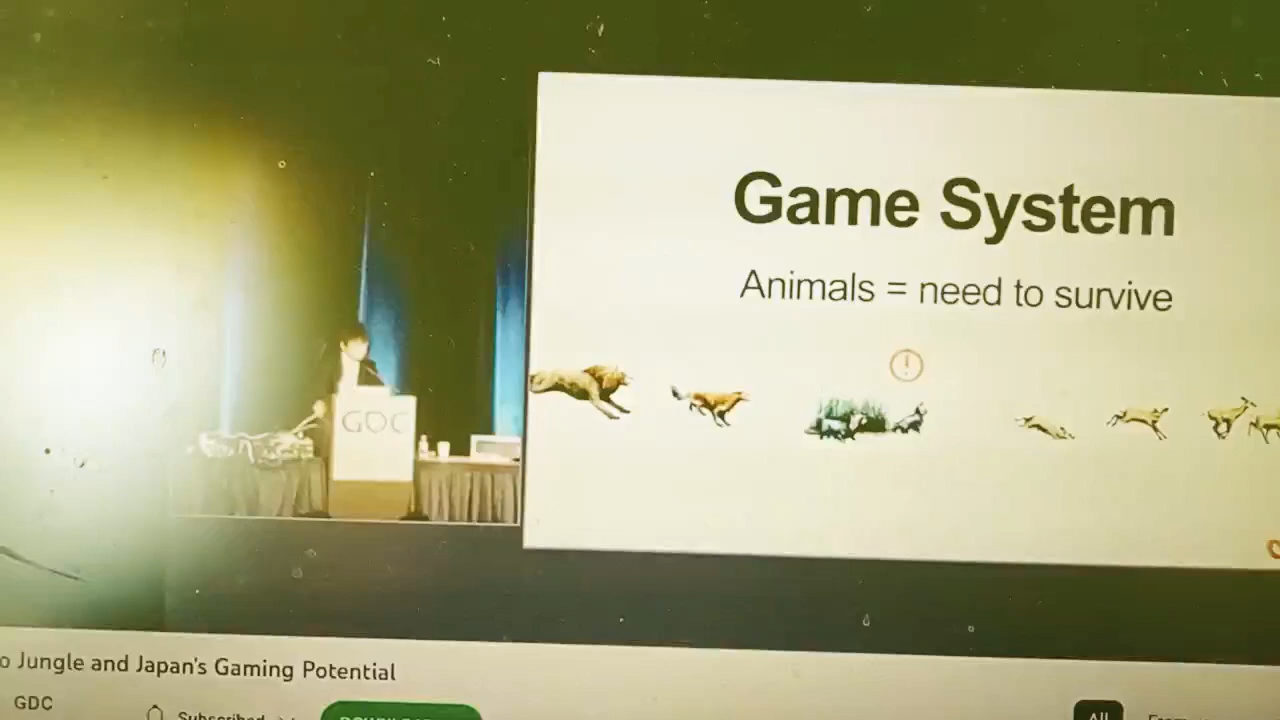 Game System
Animals = need to survive
GDC
o Jungle and Japan's Gaming Potential
GDC
Subscribed
All